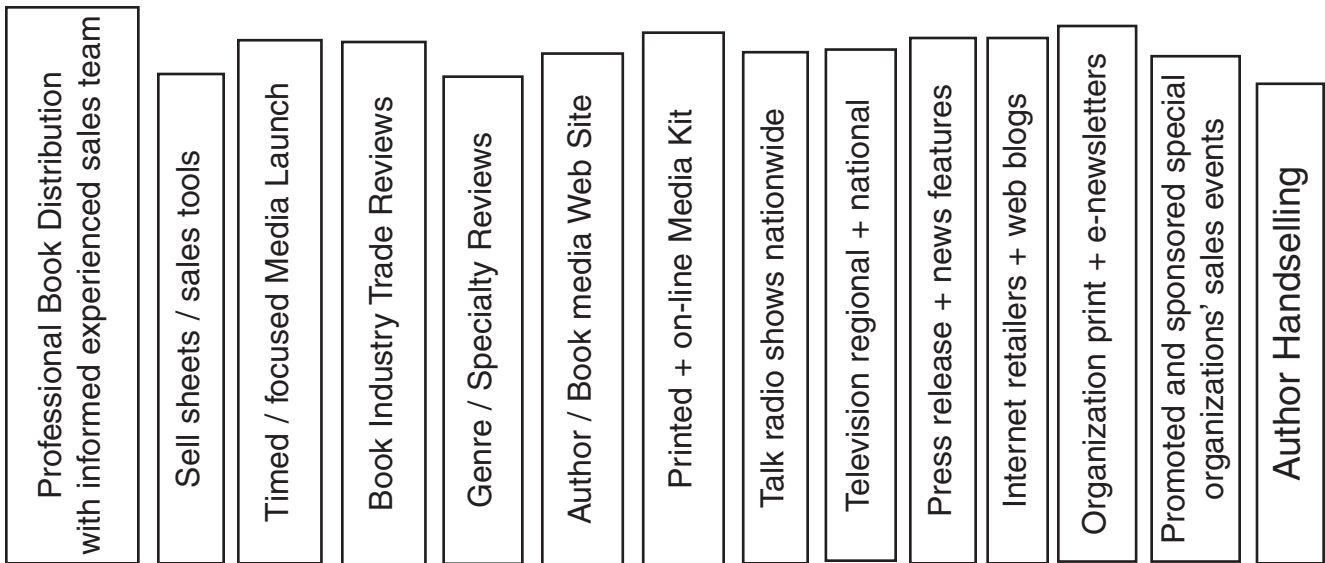 Professional Book Distribution
with informed experienced sales team
Sell sheets / sales tools
Timed / focused Media Launch
Book Industry Trade Reviews
Genre / Specialty Reviews
Author / Book media Web Site
Printed + on-line Media Kit
Talk radio shows nationwide
Television regional + national
Press release + news features
Internet retailers + web blogs
Organization print + e-newsletters
Promoted and sponsored special
organizations’ sales events
Author Handselling